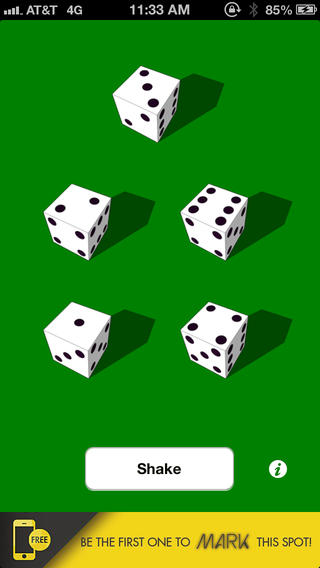 AT&T 4G 11:33 AM 85%
Shake
i
FREE BE THE FIRST ONE TO MARK THIS SPOT!